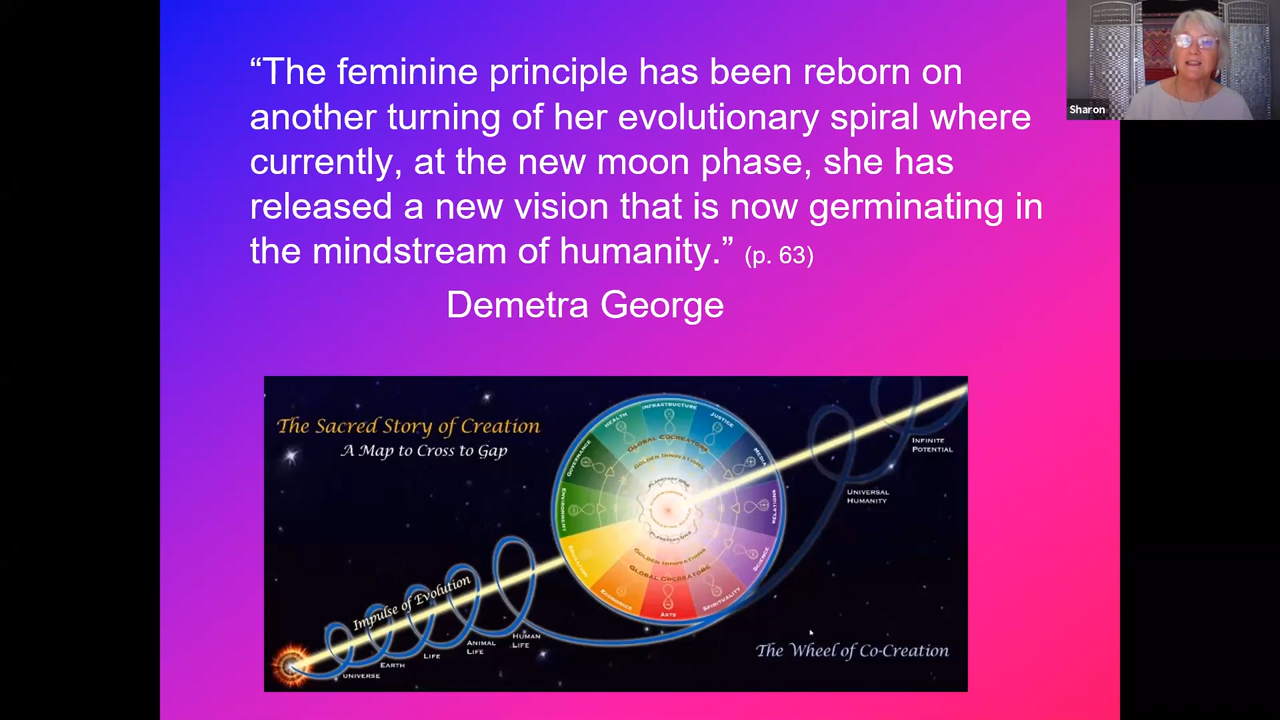 “The feminine principle has been reborn on
another turning of her evolutionary spiral where
currently, at the new moon phase, she has
released a new vision that is now germinating in
the mindstream of humanity.” (p. 63)
Demetra George
Sharon
The Sacred Story of Creation
A Map to Cross to Gap
Impulse of Evolution
UNIVERSE
EARTH
LIFE
ANIMAL
LIFE
HUMAN
LIFE
GOVERNANCE
HEALTH
INFRASTRUCTURE
JUSTICE
MEDIA
RELATIONS
SCIENCE
SPIRITUALITY
ARTS
ECONOMICS
EDUCATION
ENVIRONMENT
GLOBAL COCREATORS
GOLDEN INNOVATIONS
GOLDEN INNOVATIONS
GLOBAL COCREATORS
UNIVERSAL
HUMANITY
INFINITE
POTENTIAL
The Wheel of Co-Creation